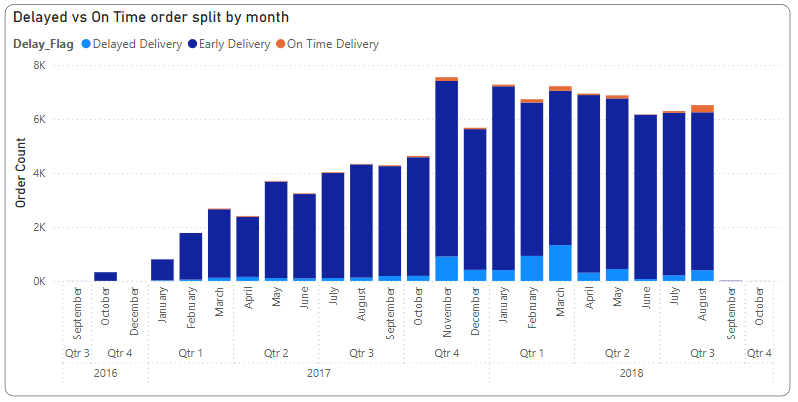 Delayed vs On Time order split by month
Delay_Flag Delayed Delivery Early Delivery On Time Delivery
Order Count
8K
6K
4K
2K
0K
September October December January February March April May June July August September October November December January February March April May June July August September October
Qtr 3 Qtr 4 Qtr 1 Qtr 2 Qtr 3 Qtr 4 Qtr 1 Qtr 2 Qtr 3 Qtr 4
2016 2017 2018